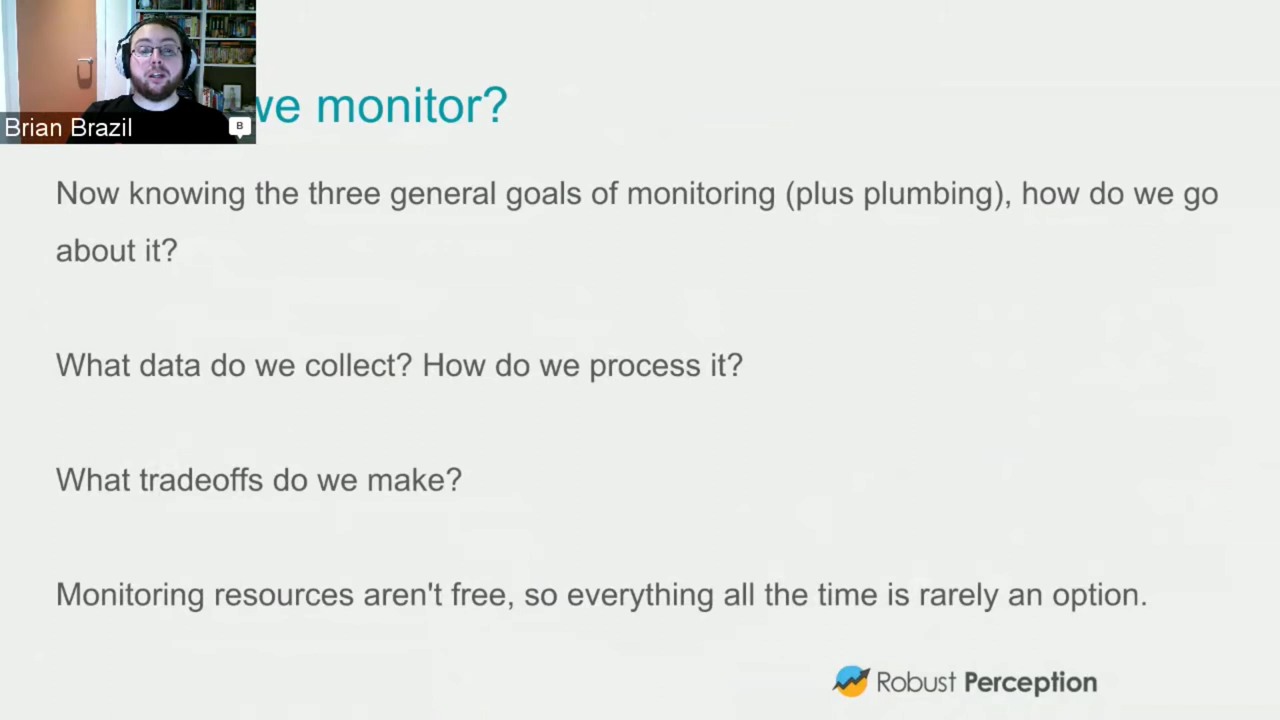 we monitor?
Brian Brazil
B
Now knowing the three general goals of monitoring (plus plumbing), how do we go
about it?
What data do we collect? How do we process it?
What tradeoffs do we make?
Monitoring resources aren't free, so everything all the time is rarely an option.
Robust Perception